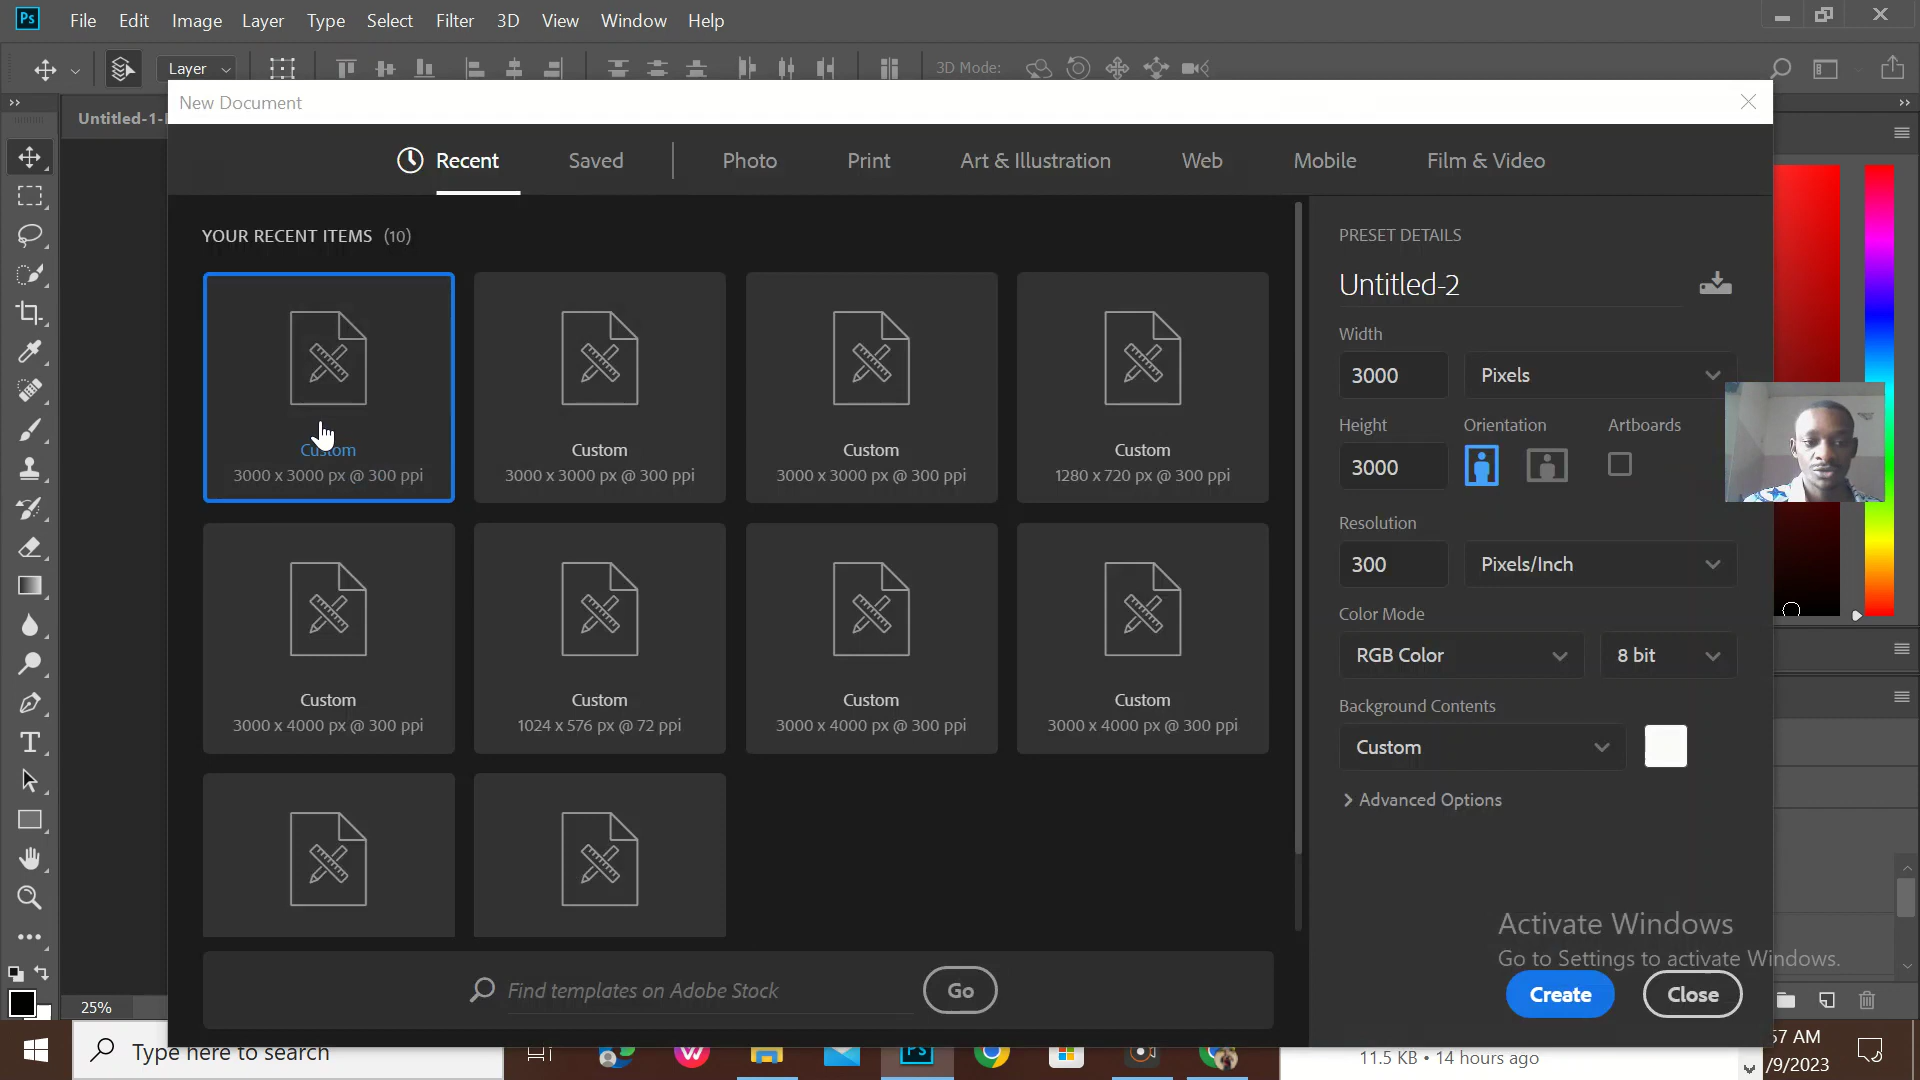 Ps File Edit Image Layer Type Select Filter 3D View Window Help
Layer 3D Mode:
Untitled-1-
New Document
Recent Saved Photo Print Art & Illustration Web Mobile Film & Video
YOUR RECENT ITEMS (10)
Custom
3000 x 3000 px @ 300 ppi
Custom
3000 x 3000 px @ 300 ppi
Custom
3000 x 3000 px @ 300 ppi
Custom
1280 x 720 px @ 300 ppi
Custom
3000 x 4000 px @ 300 ppi
Custom
1024 x 576 px @ 72 ppi
Custom
3000 x 4000 px @ 300 ppi
Custom
3000 x 4000 px @ 300 ppi
Find templates on Adobe Stock Go
PRESET DETAILS
Untitled-2
Width
3000 Pixels
Height Orientation Artboards
3000
Resolution
300 Pixels/Inch
Color Mode
RGB Color 8 bit
Background Contents
Custom
Advanced Options
Activate Windows
Go to Settings to activate Windows.
Create Close
25%
Type here to search
Ps
11.5 KB • 14 hours ago
57 AM
/9/2023